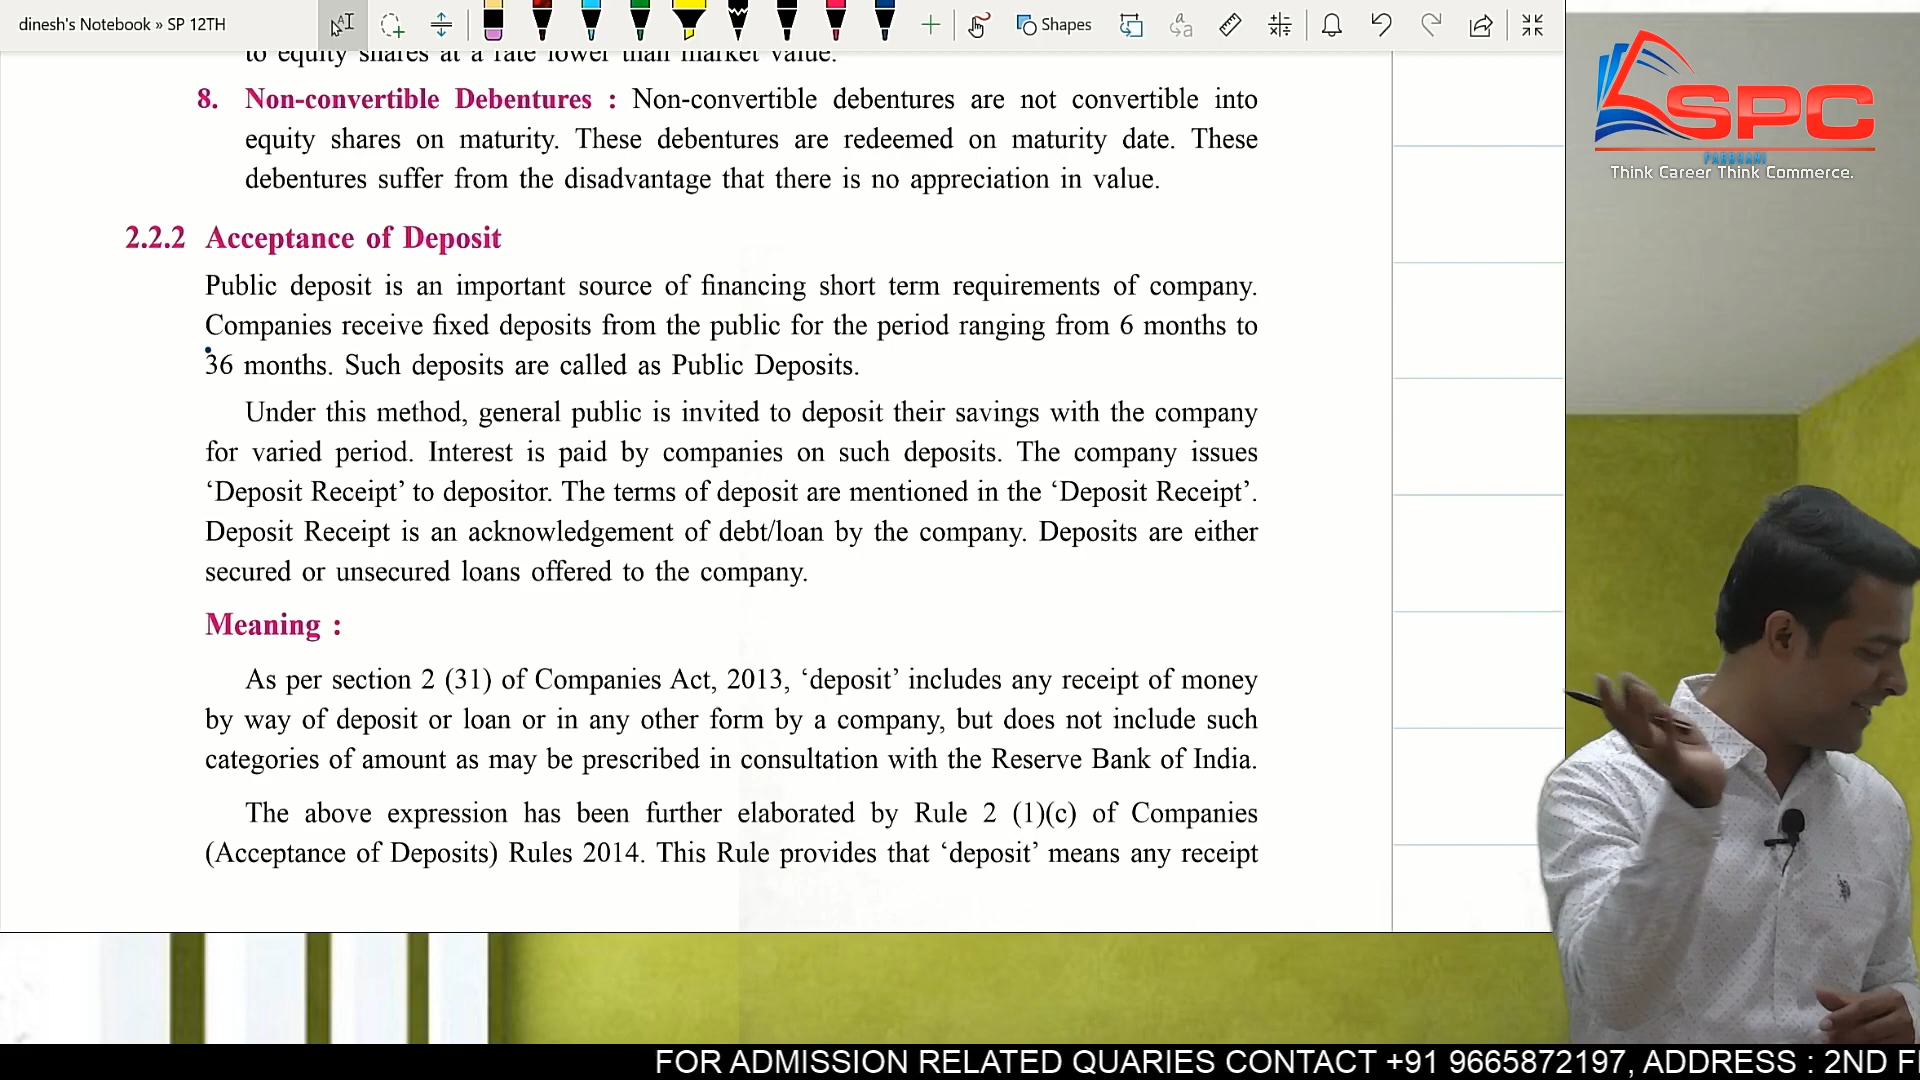 dinesh's Notebook » SP 12TH
Shapes
to equity shares at a rate lower than market value.
8. Non-convertible Debentures : Non-convertible debentures are not convertible into
equity shares on maturity. These debentures are redeemed on maturity date. These
debentures suffer from the disadvantage that there is no appreciation in value.
2.2.2 Acceptance of Deposit
Public deposit is an important source of financing short term requirements of company.
Companies receive fixed deposits from the public for the period ranging from 6 months to
36 months. Such deposits are called as Public Deposits.
Under this method, general public is invited to deposit their savings with the company
for varied period. Interest is paid by companies on such deposits. The company issues
‘Deposit Receipt’ to depositor. The terms of deposit are mentioned in the ‘Deposit Receipt’.
Deposit Receipt is an acknowledgement of debt/loan by the company. Deposits are either
secured or unsecured loans offered to the company.
Meaning :
As per section 2 (31) of Companies Act, 2013, ‘deposit’ includes any receipt of money
by way of deposit or loan or in any other form by a company, but does not include such
categories of amount as may be prescribed in consultation with the Reserve Bank of India.
The above expression has been further elaborated by Rule 2 (1)(c) of Companies
(Acceptance of Deposits) Rules 2014. This Rule provides that ‘deposit’ means any receipt
SPC
PARBHANI
Think Career Think Commerce.
FOR ADMISSION RELATED QUARIES CONTACT +91 9665872197, ADDRESS : 2ND